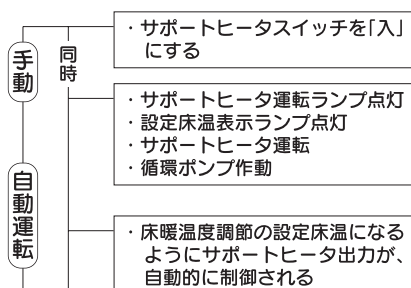 手動
同時
・サポートヒータスイッチを「入」
にする
・サポートヒータ運転ランプ点灯
・設定床温表示ランプ点灯
・サポートヒータ運転
・循環ポンプ作動
自動運転
・床暖温度調節の設定床温になる
ようにサポートヒータ出力が、
自動的に制御される